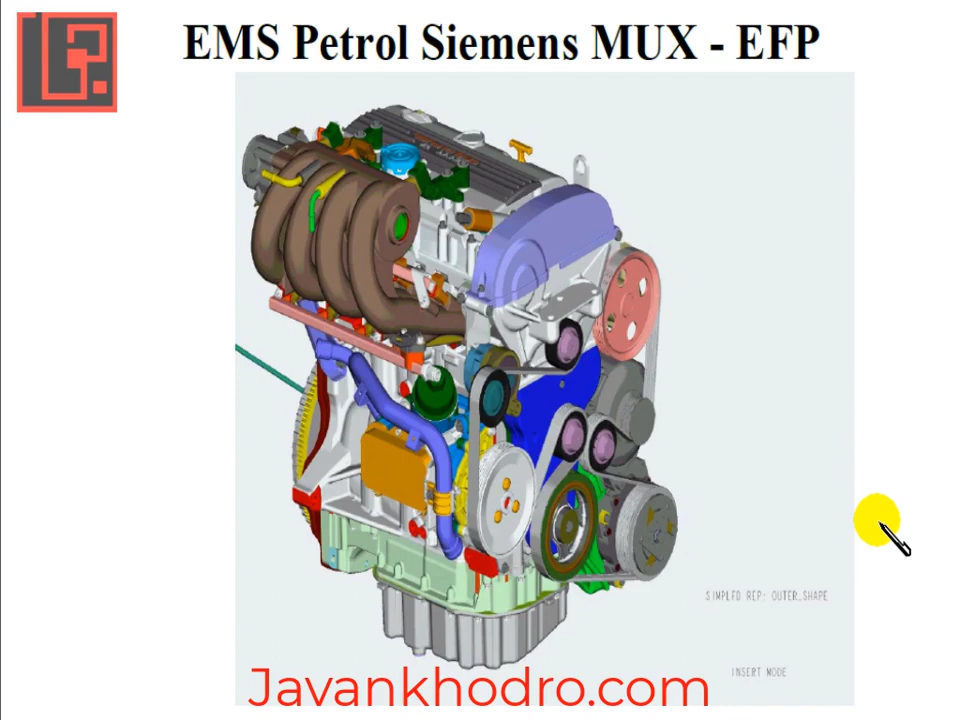 EMS Petrol Siemens MUX - EFP
SIMPLFD REP: OUTER_SHAPE
INSERT MODE
Javankhodro.com